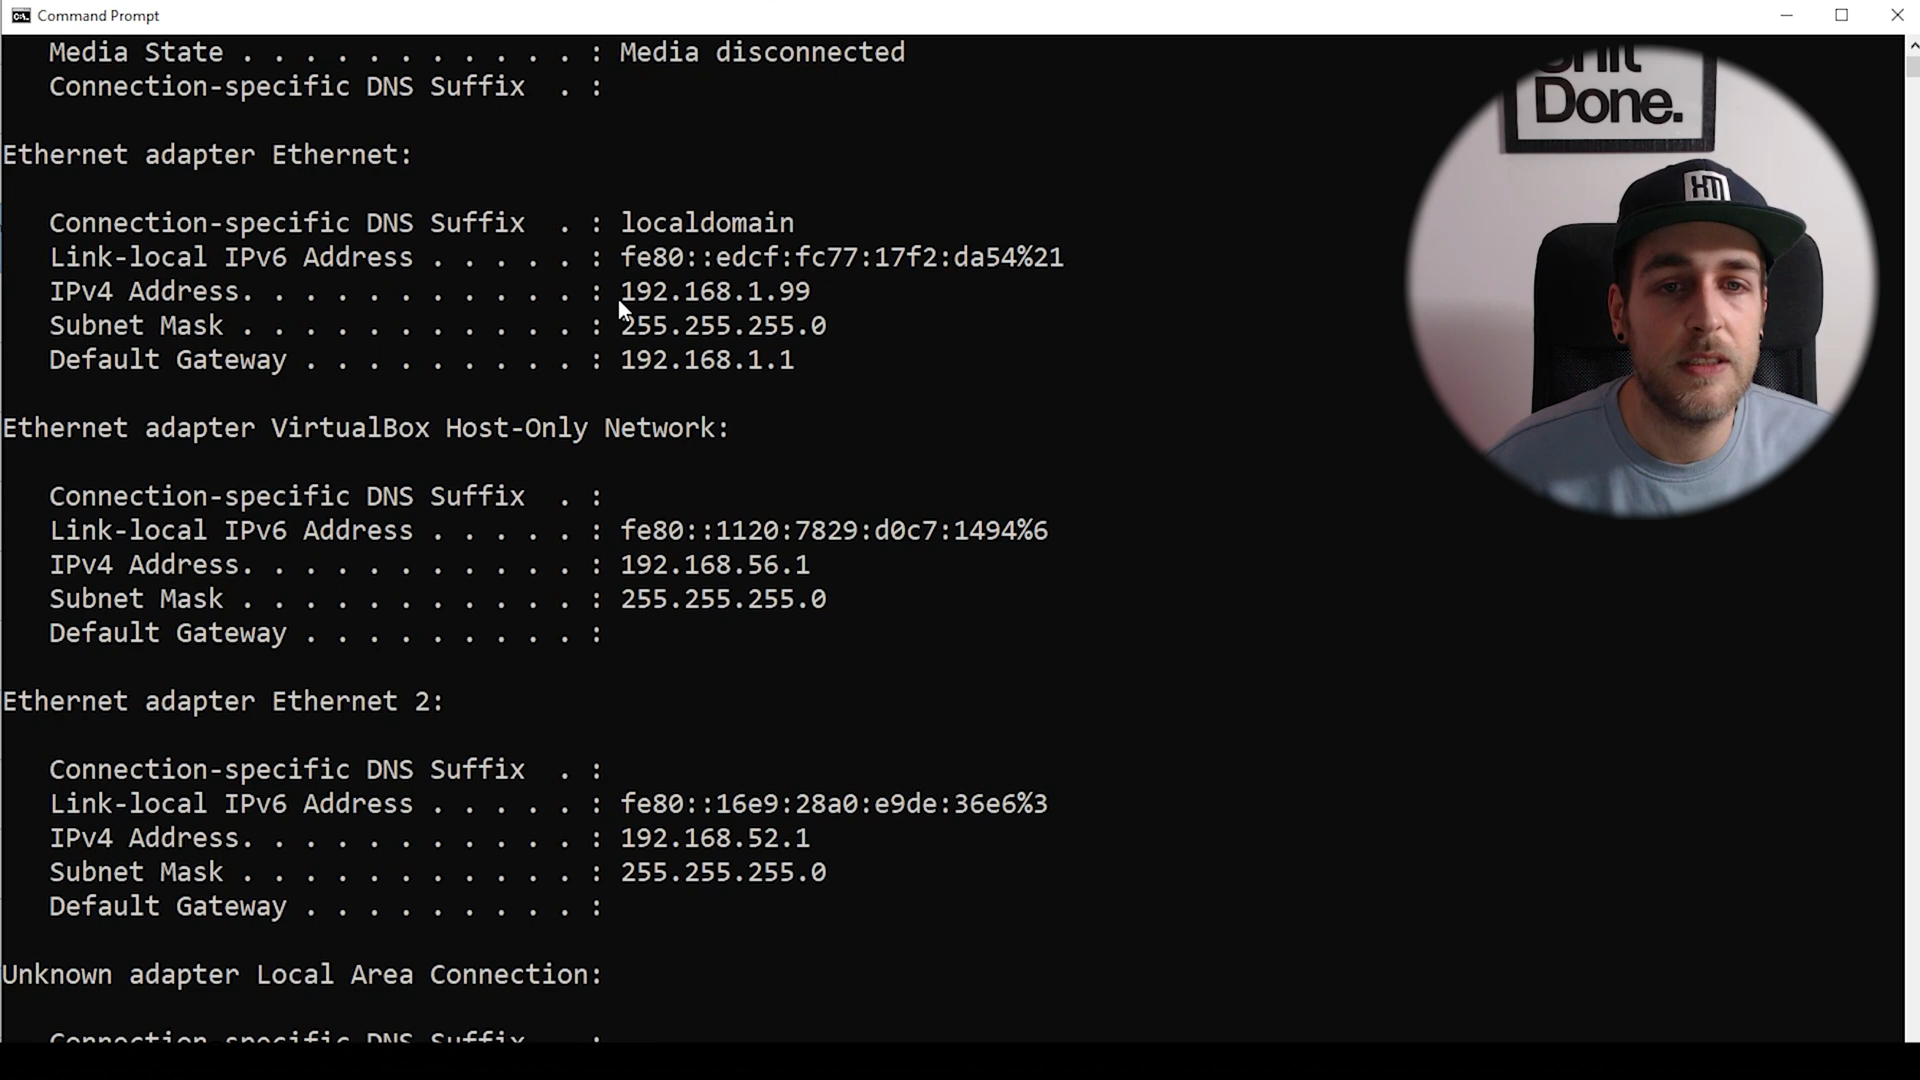 Command Prompt
Media State . . . . . . . . . . . : Media disconnected
Connection-specific DNS Suffix  . :
Ethernet adapter Ethernet:
Connection-specific DNS Suffix  . : localdomain
Link-local IPv6 Address . . . . . : fe80::edcf:fc77:17f2:da54%21
IPv4 Address. . . . . . . . . . . : 192.168.1.99
Subnet Mask . . . . . . . . . . . : 255.255.255.0
Default Gateway . . . . . . . . . : 192.168.1.1
Ethernet adapter VirtualBox Host-Only Network:
Connection-specific DNS Suffix  . :
Link-local IPv6 Address . . . . . : fe80::1120:7829:d0c7:1494%6
IPv4 Address. . . . . . . . . . . : 192.168.56.1
Subnet Mask . . . . . . . . . . . : 255.255.255.0
Default Gateway . . . . . . . . . :
Ethernet adapter Ethernet 2:
Connection-specific DNS Suffix  . :
Link-local IPv6 Address . . . . . : fe80::16e9:28a0:e9de:36e6%3
IPv4 Address. . . . . . . . . . . : 192.168.52.1
Subnet Mask . . . . . . . . . . . : 255.255.255.0
Default Gateway . . . . . . . . . :
Unknown adapter Local Area Connection:
Connection-specific DNS Suffix  . :
Shit
Done.